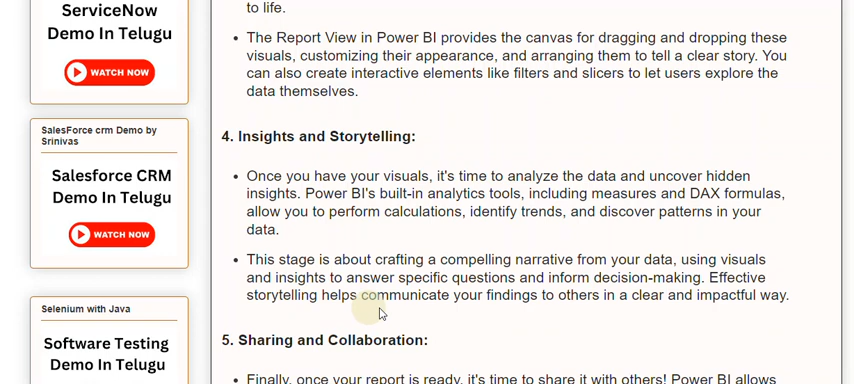 ServiceNow
Demo In Telugu
WATCH NOW
SalesForce crm Demo by
Srinivas
Salesforce CRM
Demo In Telugu
WATCH NOW
Selenium with Java
Software Testing
Demo In Telugu
to life.
• The Report View in Power BI provides the canvas for dragging and dropping these
visuals, customizing their appearance, and arranging them to tell a clear story. You
can also create interactive elements like filters and slicers to let users explore the
data themselves.
4. Insights and Storytelling:
• Once you have your visuals, it's time to analyze the data and uncover hidden
insights. Power BI's built-in analytics tools, including measures and DAX formulas,
allow you to perform calculations, identify trends, and discover patterns in your
data.
• This stage is about crafting a compelling narrative from your data, using visuals
and insights to answer specific questions and inform decision-making. Effective
storytelling helps communicate your findings to others in a clear and impactful way.
5. Sharing and Collaboration:
• Finally, once your report is ready, it's time to share it with others! Power BI allows